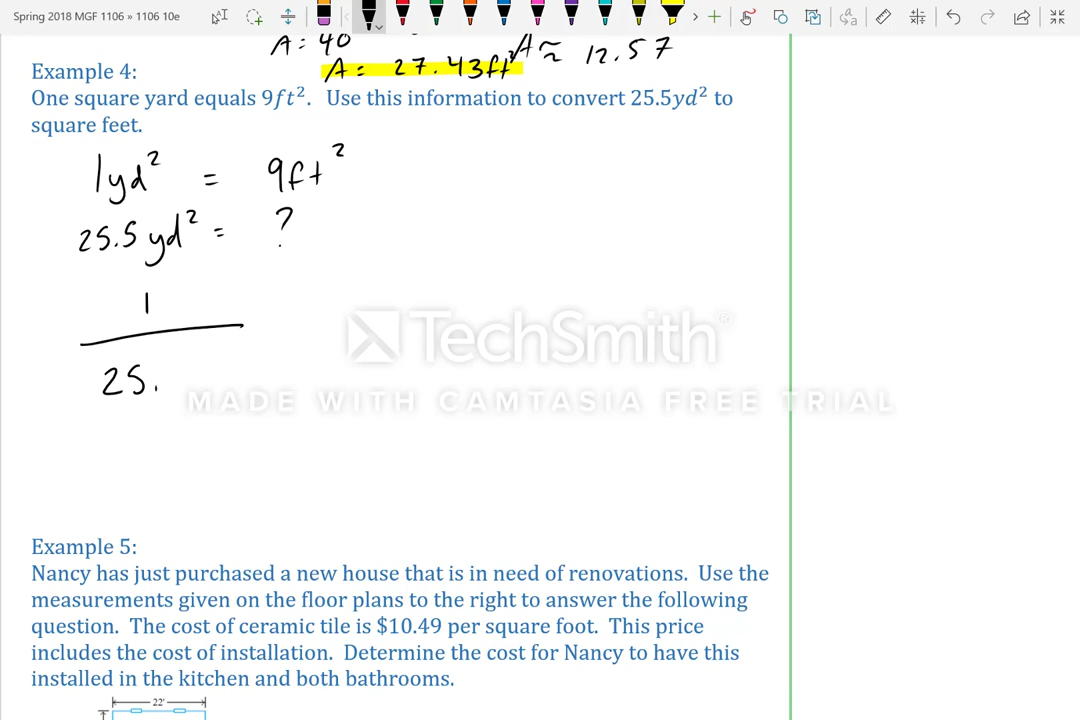 Spring 2018 MGF 1106 » 1106 10e
A = 40
A = 27.43ft² A ≈ 12.57
Example 4:
One square yard equals 9ft². Use this information to convert 25.5yd² to
square feet.
1yd² = 9ft²
25.5yd² = ?
1
25.
TechSmith®
MADE WITH CAMTASIA FREE TRIAL
Example 5:
Nancy has just purchased a new house that is in need of renovations. Use the
measurements given on the floor plans to the right to answer the following
question. The cost of ceramic tile is $10.49 per square foot. This price
includes the cost of installation. Determine the cost for Nancy to have this
installed in the kitchen and both bathrooms.
22'